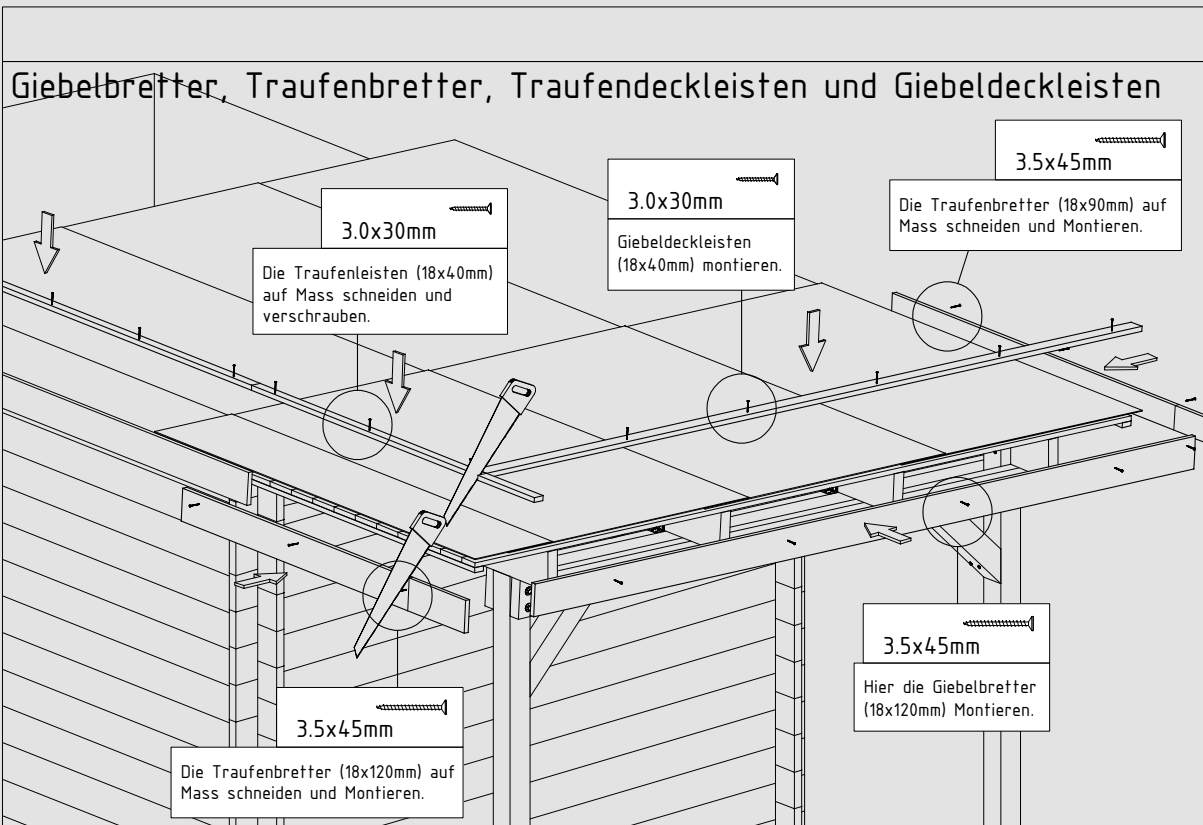 Giebelbretter, Traufenbretter, Traufendeckleisten und Giebeldeckleisten
3.5x45mm
Die Traufenbretter (18x90mm) auf
Mass schneiden und Montieren.
3.0x30mm
Giebeldeckleisten
(18x40mm) montieren.
3.0x30mm
Die Traufenleisten (18x40mm)
auf Mass schneiden und
verschrauben.
3.5x45mm
Hier die Giebelbretter
(18x120mm) Montieren.
3.5x45mm
Die Traufenbretter (18x120mm) auf
Mass schneiden und Montieren.